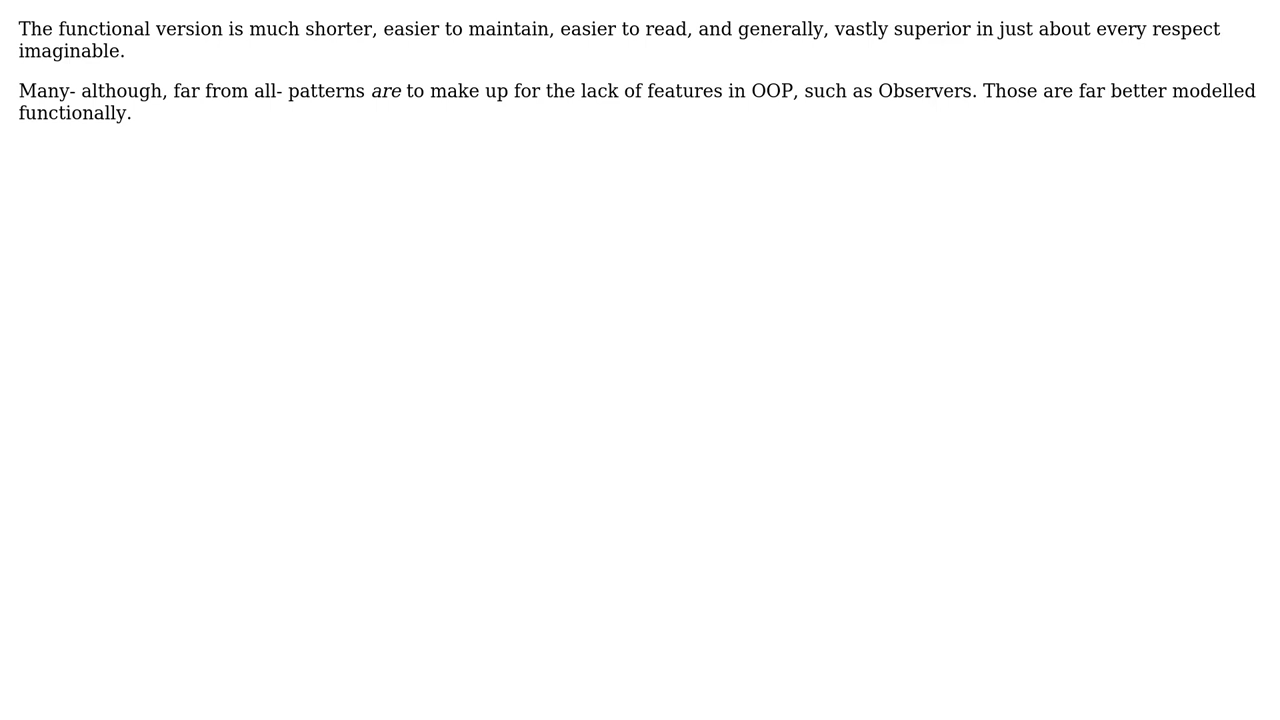 The functional version is much shorter, easier to maintain, easier to read, and generally, vastly superior in just about every respect
imaginable.
Many- although, far from all- patterns are to make up for the lack of features in OOP, such as Observers. Those are far better modelled
functionally.